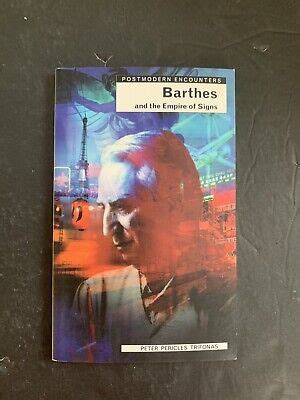 POSTMODERN ENCOUNTERS
Barthes
and the Empire of Signs
PETER PERICLES TRIFONAS